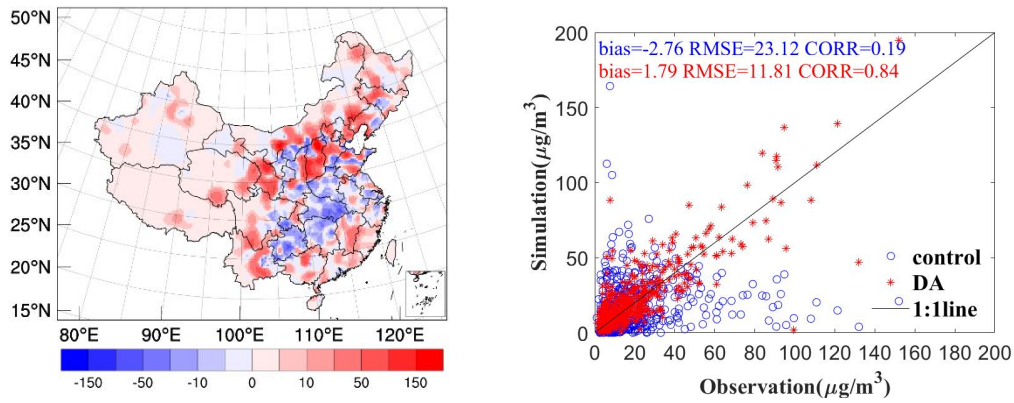 50°N
45°N
40°N
35°N
30°N
25°N
20°N
15°N
80°E 90°E 100°E 110°E 120°E
-150 -50 -10 0 10 50 150
bias=-2.76 RMSE=23.12 CORR=0.19
bias=1.79 RMSE=11.81 CORR=0.84
200
150
100
50
0
Simulation(μg/m³)
control
DA
1:1line
0 20 40 60 80 100 120 140 160 180 200
Observation(μg/m³)